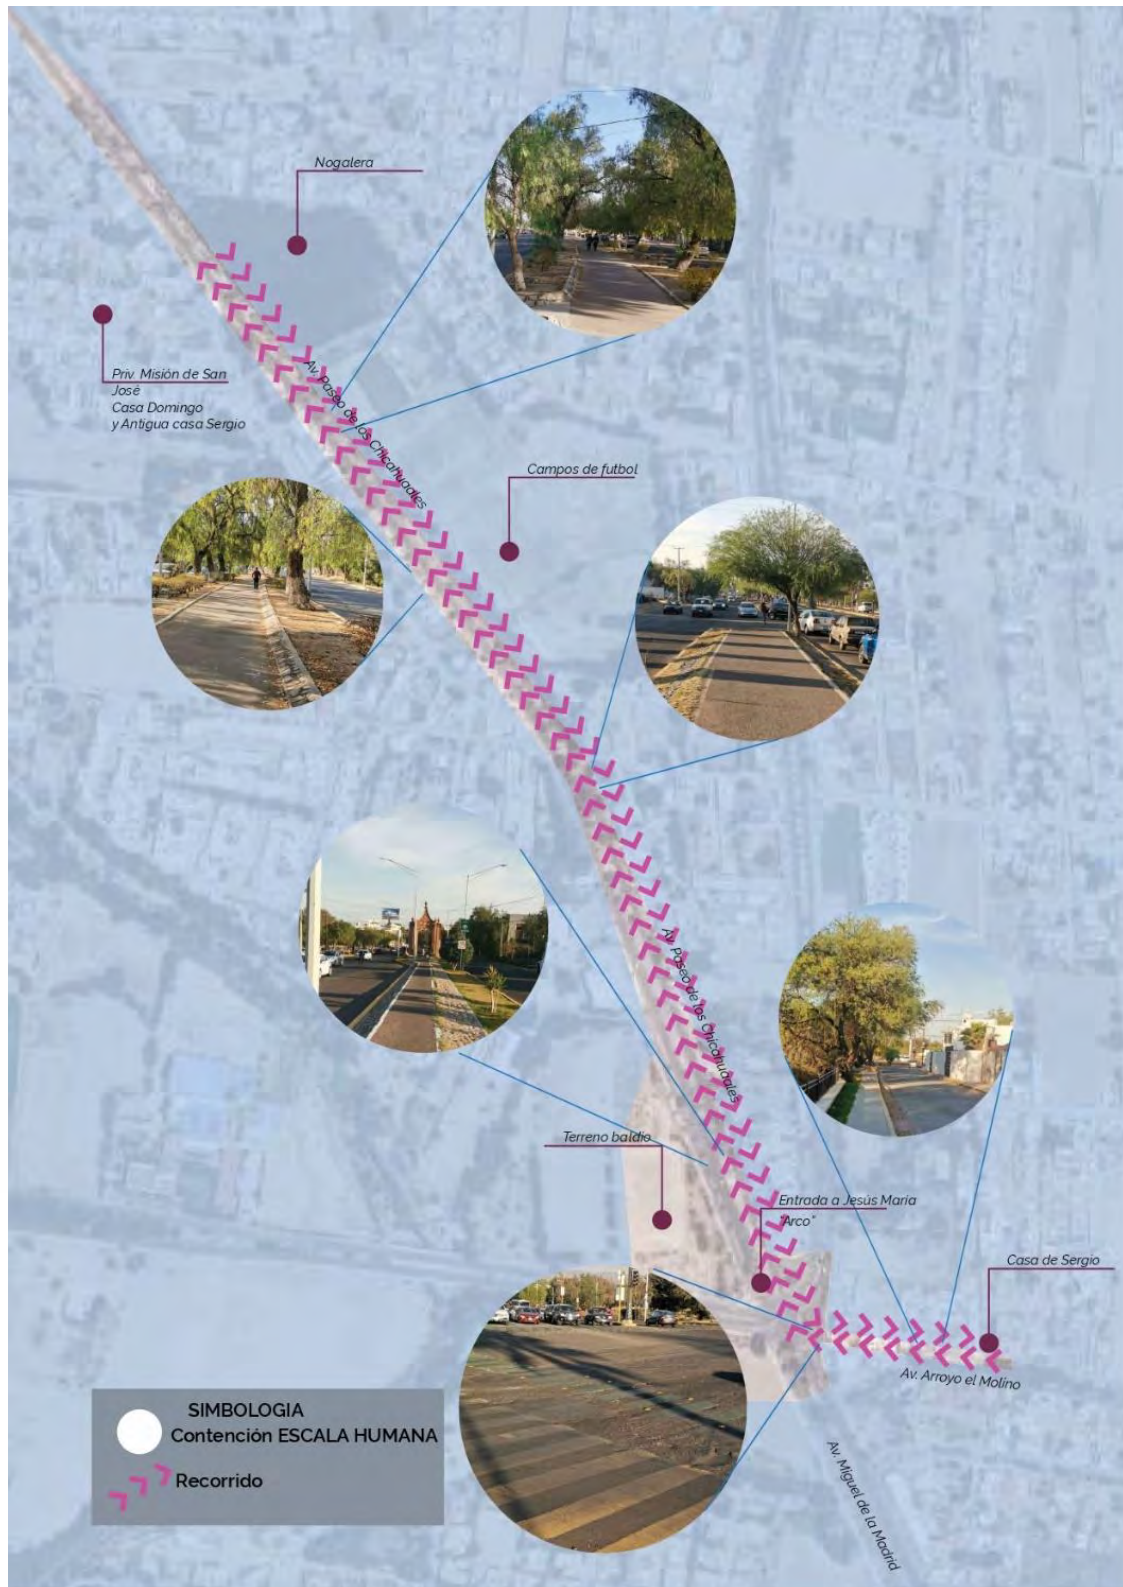 Nogalera
Priv. Misión de San
José
Casa Domingo
y Antigua casa Sergio
Av. Paseo de los Chicahuales
Campos de futbol
Av. Paseo de los Chicahuales
Terreno baldío
Entrada a Jesús María
"Arco"
Casa de Sergio
Av. Arroyo el Molino
Av. Miguel de la Madrid
SIMBOLOGIA
Contención ESCALA HUMANA
Recorrido